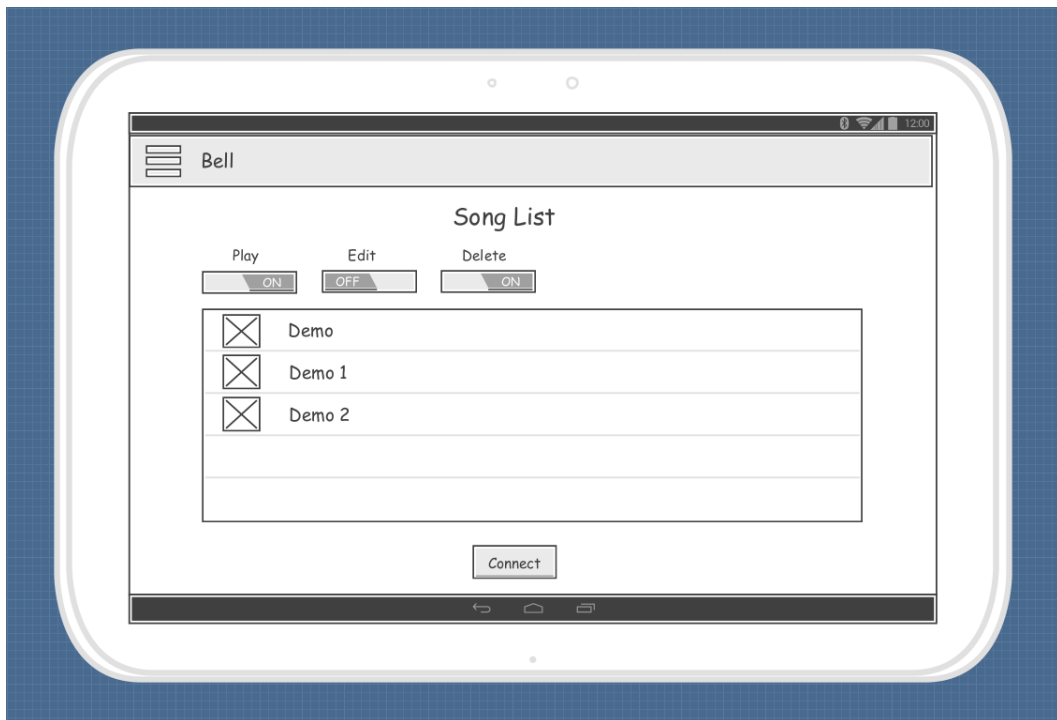 12:00
Bell
Song List
Play Edit Delete
ON OFF ON
Demo
Demo 1
Demo 2
Connect